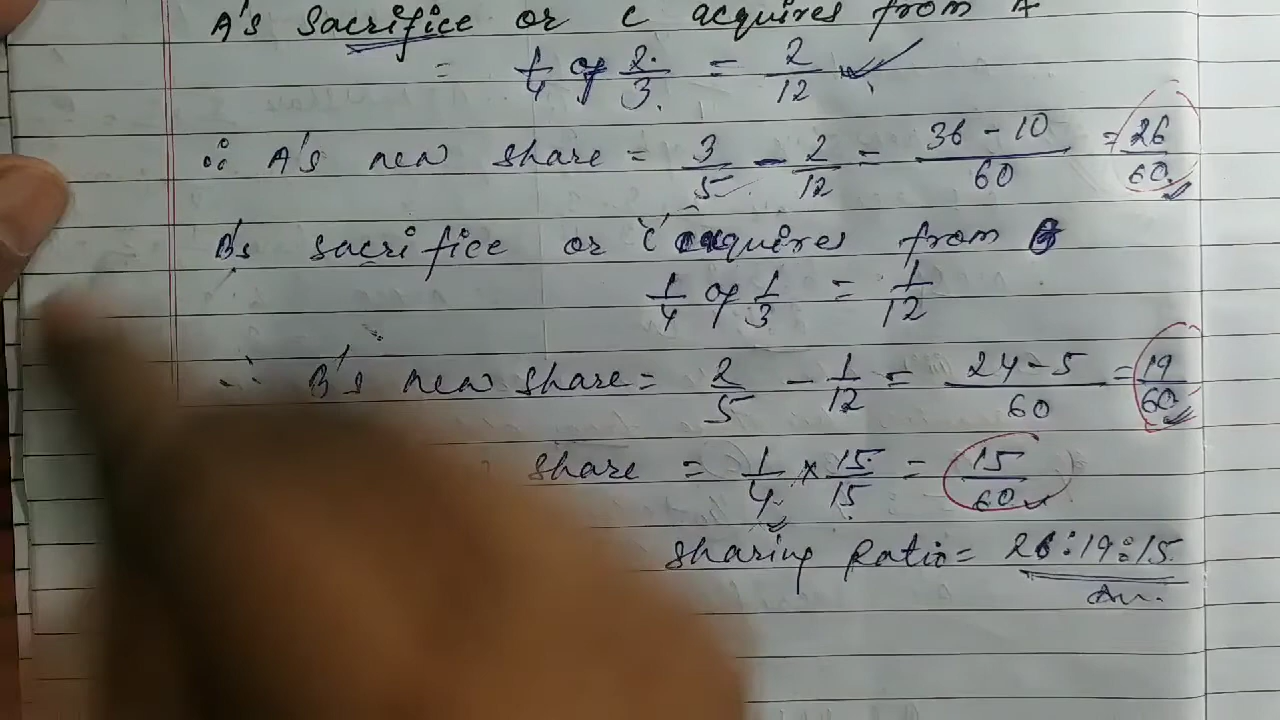 A's Sacrifice or C acquires from A
= 1/4 of 2/3 = 2/12
∴ A's new share = 3/5 - 2/12 = 36 - 10/60 = 26/60
B's sacrifice or C acquires from B
1/4 of 1/3 = 1/12
∴ B's new share = 2/5 - 1/12 = 24 - 5/60 = 19/60
share = 1/4 × 15/15 = 15/60
sharing Ratio = 26:19:15
Ans.